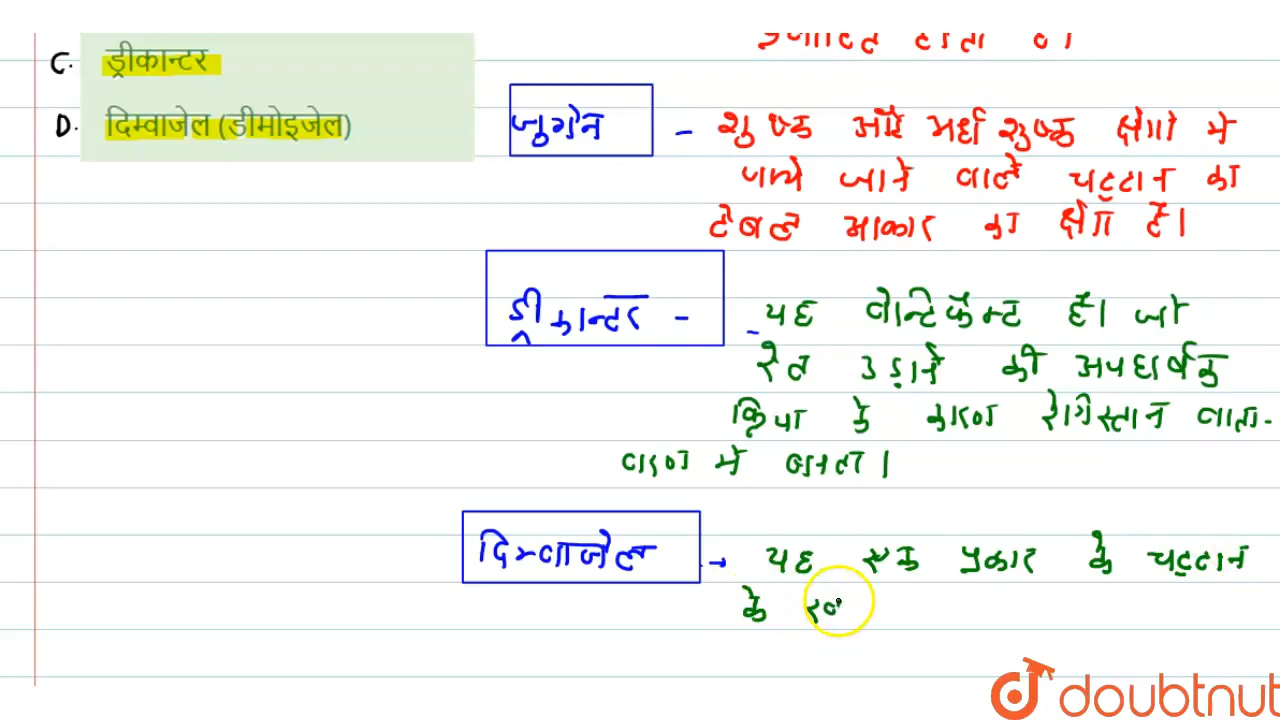 C. ड्रीकान्टर
D. दिम्वाजेल (डीमोइजेल)
जुगेन - शुष्क और अर्ध शुष्क क्षेत्रों में
पाये जाने वाले चट्टान का
टेबल आकार का क्षेत्र है।
ड्रीकान्टर - - यह वेन्टिफैक्ट है। जो
रेत उड़ाने की अपघर्षक
क्रिया के कारण रेगिस्तान वाता-
वरण में बनता।
दिम्वाजेल → यह एक प्रकार के चट्टान
के
doubtnut